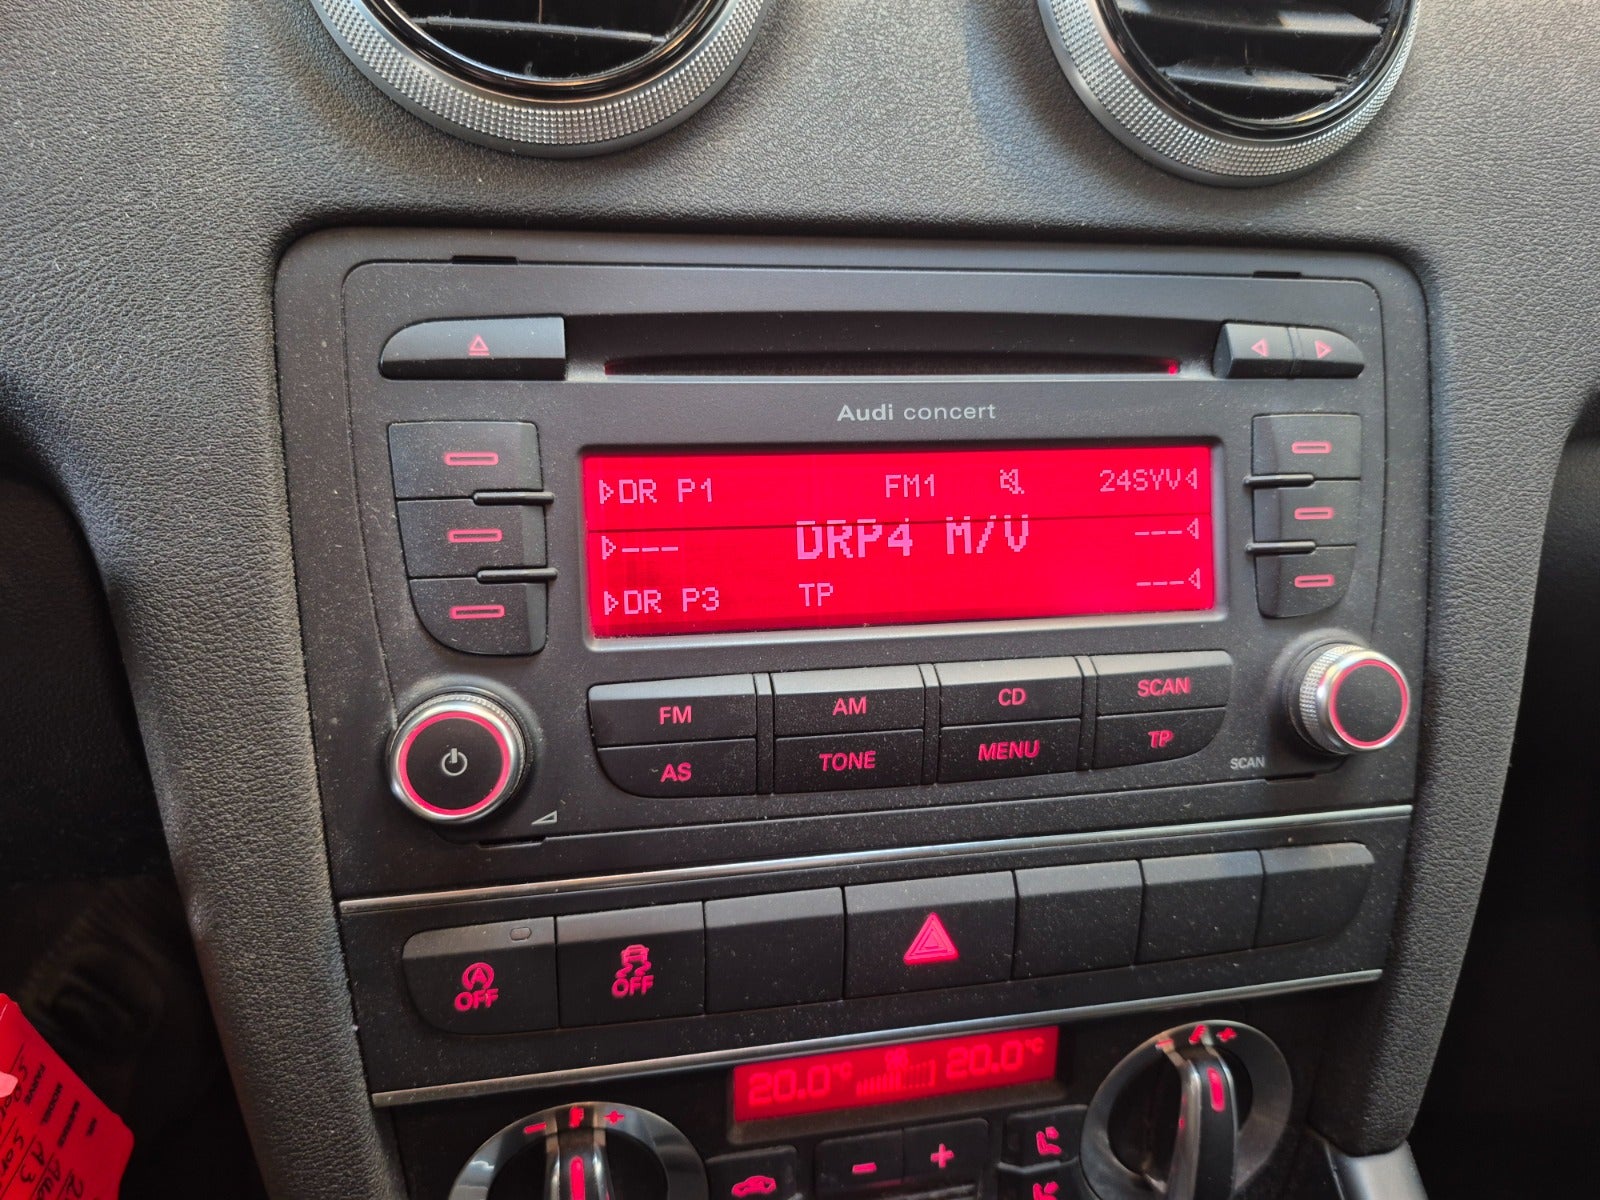 Audi concert
DR P1 FM1 24SYV
--- DRP4 M/V ---
DR P3 TP ---
FM AM CD SCAN
AS TONE MENU TP
SCAN
A OFF OFF
20.0°C 20.0°C
- + - +
- +
A3